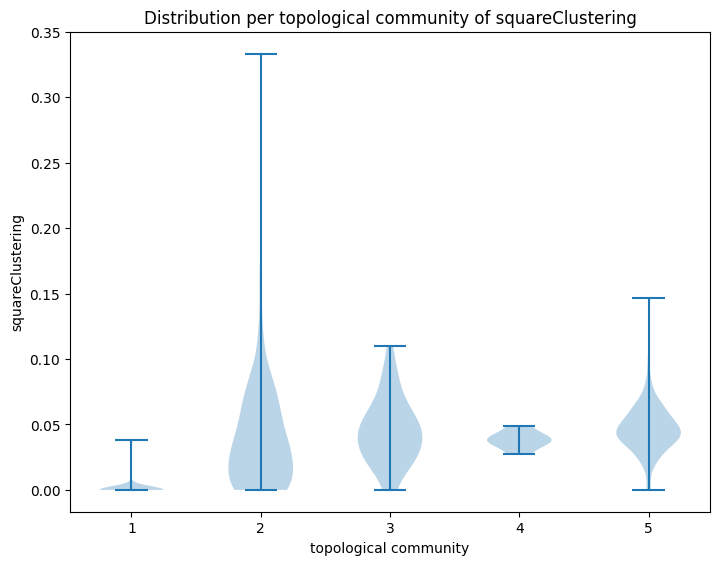 Distribution per topological community of squareClustering
0.35
0.30
0.25
0.20
0.15
0.10
0.05
0.00
squareClustering
1 2 3 4 5
topological community